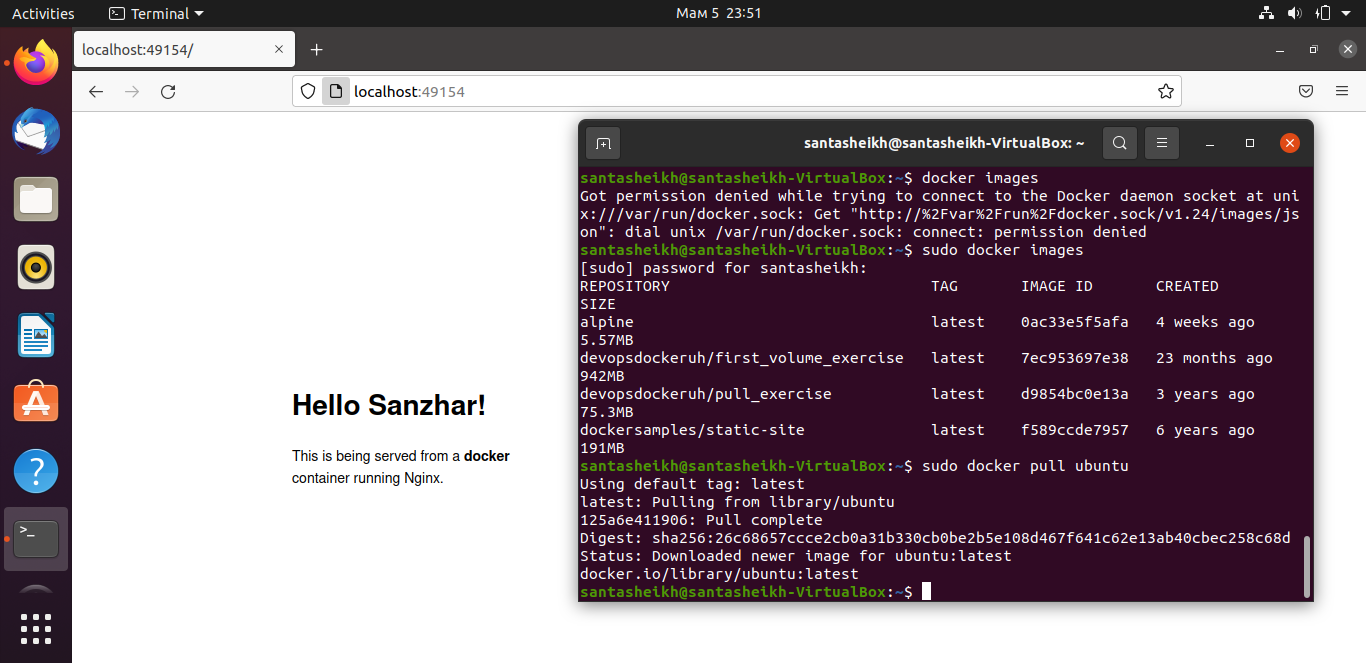 Activities
Terminal
Мам 5 23:51
localhost:49154/
localhost:49154
Hello Sanzhar!
This is being served from a docker
container running Nginx.
santasheikh@santasheikh-VirtualBox: ~
santasheikh@santasheikh-VirtualBox:~$ docker images
Got permission denied while trying to connect to the Docker daemon socket at uni
x:///var/run/docker.sock: Get "http://%2Fvar%2Frun%2Fdocker.sock/v1.24/images/js
on": dial unix /var/run/docker.sock: connect: permission denied
santasheikh@santasheikh-VirtualBox:~$ sudo docker images
[sudo] password for santasheikh:
REPOSITORY TAG IMAGE ID CREATED
SIZE
alpine latest 0ac33e5f5afa 4 weeks ago
5.57MB
devopsdockeruh/first_volume_exercise latest 7ec953697e38 23 months ago
942MB
devopsdockeruh/pull_exercise latest d9854bc0e13a 3 years ago
75.3MB
dockersamples/static-site latest f589ccde7957 6 years ago
191MB
santasheikh@santasheikh-VirtualBox:~$ sudo docker pull ubuntu
Using default tag: latest
latest: Pulling from library/ubuntu
125a6e411906: Pull complete
Digest: sha256:26c68657ccce2cb0a31b330cb0be2b5e108d467f641c62e13ab40cbec258c68d
Status: Downloaded newer image for ubuntu:latest
docker.io/library/ubuntu:latest
santasheikh@santasheikh-VirtualBox:~$